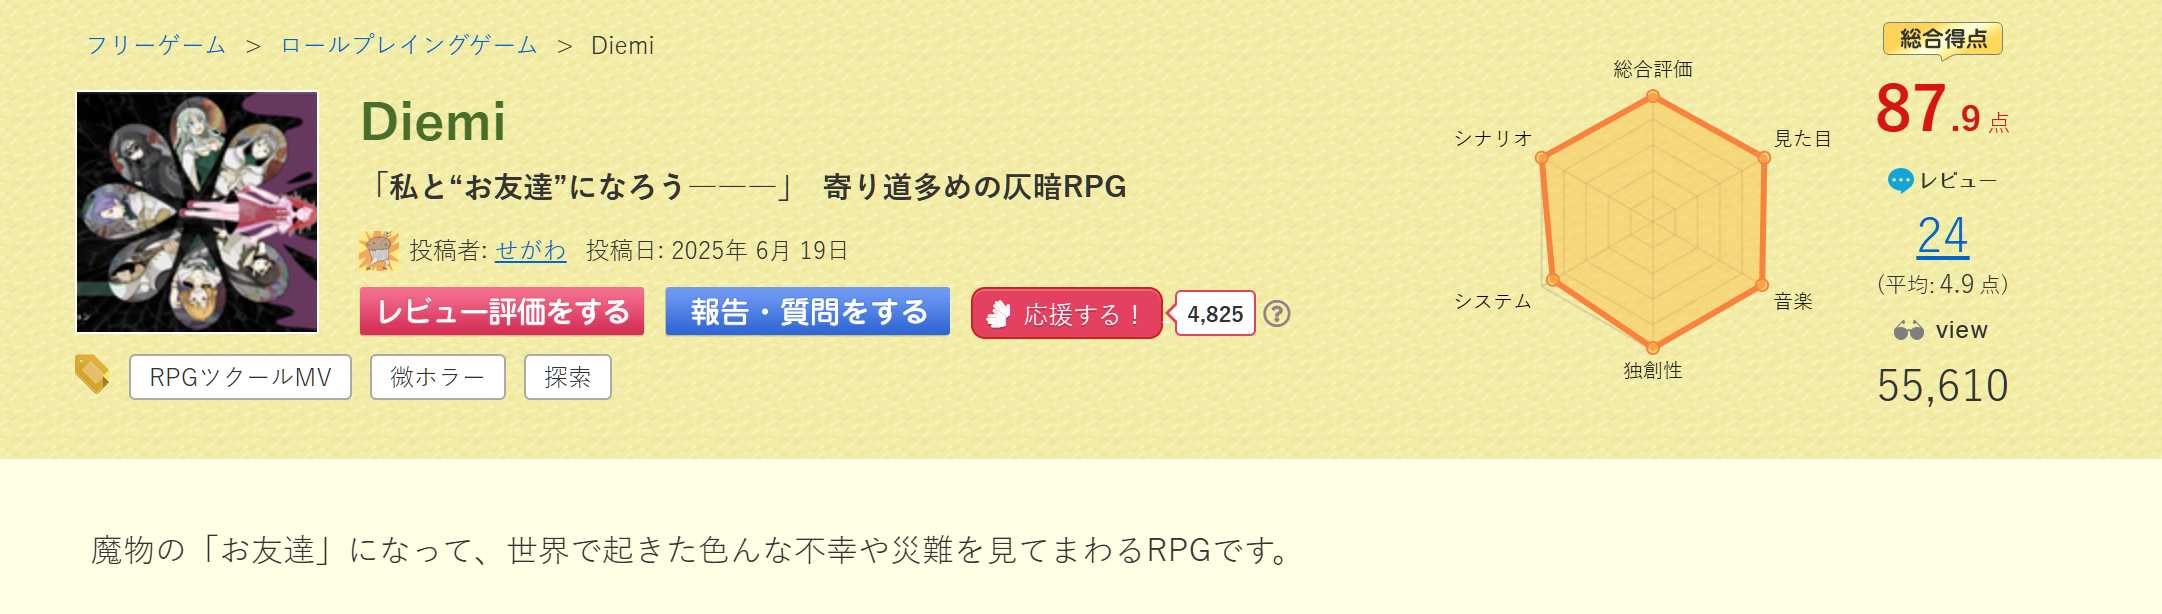 フリーゲーム > ロールプレイングゲーム > Diemi
Diemi
「私と“お友達”になろう―――」 寄り道多めの仄暗RPG
投稿者: せがわ 投稿日: 2025年 6月 19日
レビュー評価をする 報告・質問をする 応援する！ 4,825 ?
RPGツクールMV 微ホラー 探索
総合評価
シナリオ 見た目
システム 音楽
独創性
総合得点
87.9 点
レビュー
24
(平均: 4.9 点)
view
55,610
魔物の「お友達」になって、世界で起きた色んな不幸や災難を見てまわるRPGです。